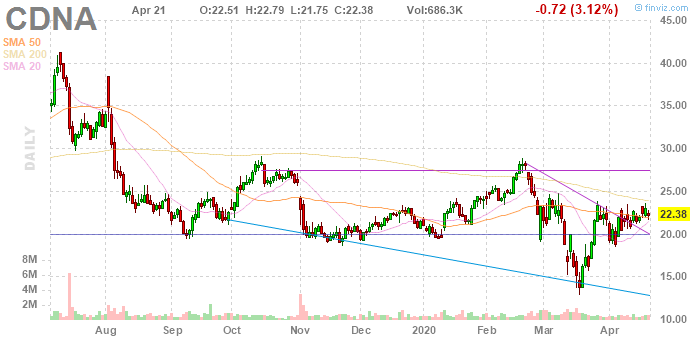 CDNA
Apr 21 O:22.51 H:22.79 L:21.75 C:22.38 Vol:686.3K -0.72 (3.12%)
© finviz.com
SMA 50
SMA 200
SMA 20
DAILY
45.00
40.00
35.00
30.00
25.00
22.38
20.00
15.00
10.00
8M
6M
4M
2M
Aug Sep Oct Nov Dec 2020 Feb Mar Apr